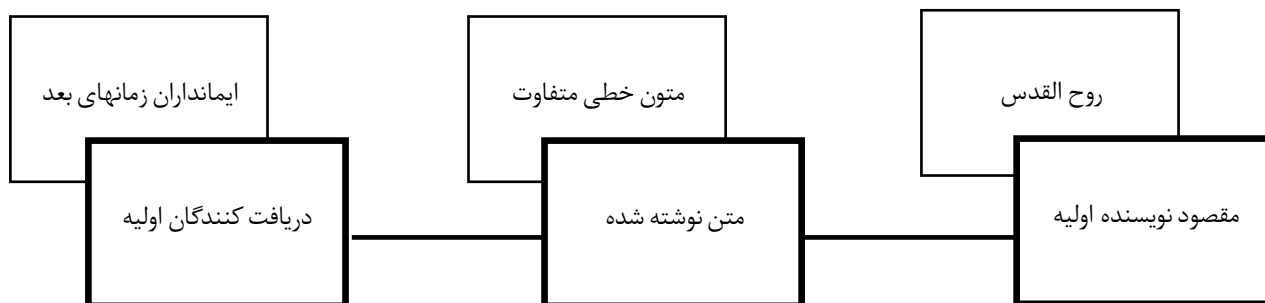 روح القدس
متون خطی متفاوت
ایمانداران زمانهای بعد
مقصود نویسنده اولیه
متن نوشته شده
دریافت کنندگان اولیه